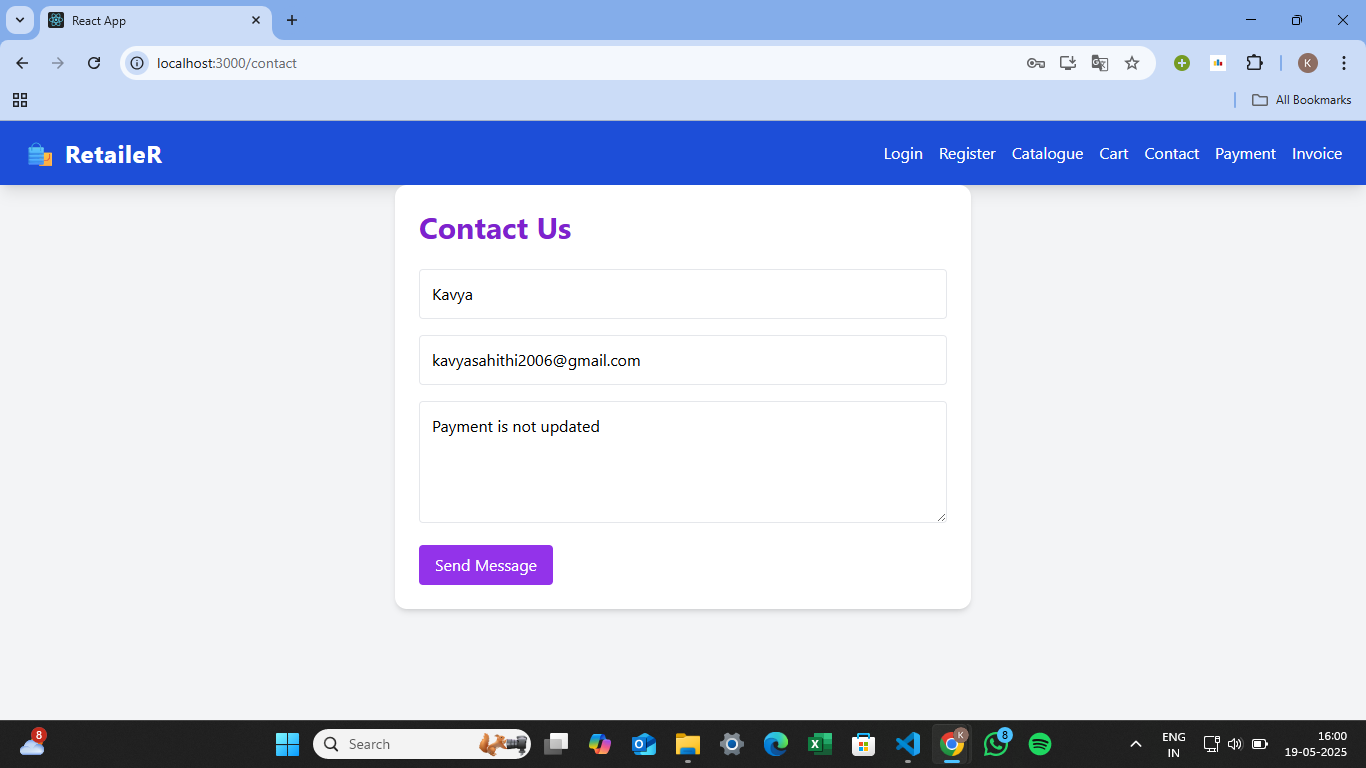 React App
localhost:3000/contact
K
All Bookmarks
RetaileR
Login Register Catalogue Cart Contact Payment Invoice
Contact Us
Kavya
kavyasahithi2006@gmail.com
Payment is not updated
Send Message
8
Search
K
8
ENG
IN
16:00
19-05-2025